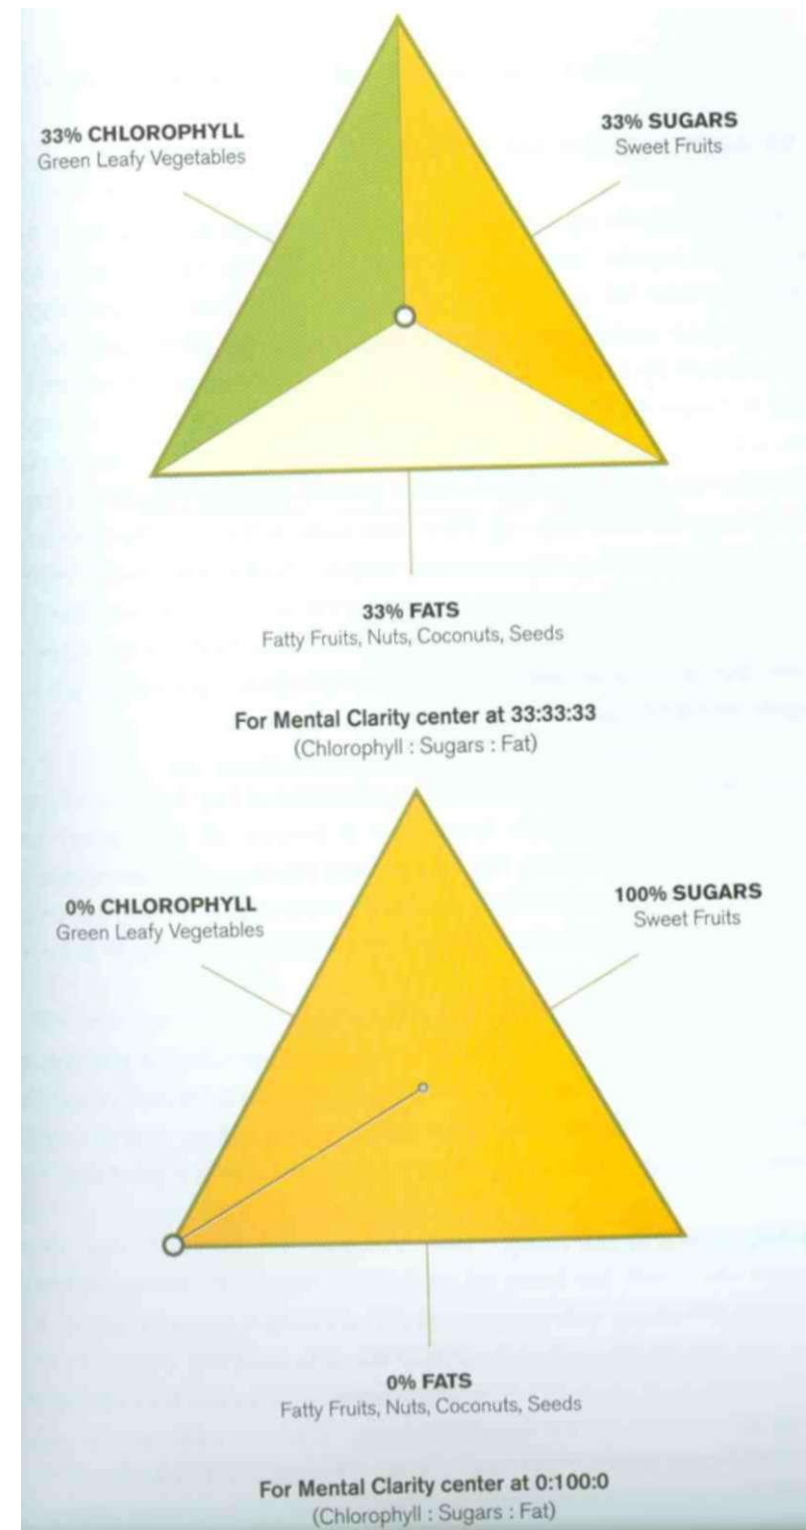 33% CHLOROPHYLL
Green Leafy Vegetables
33% SUGARS
Sweet Fruits
33% FATS
Fatty Fruits, Nuts, Coconuts, Seeds
For Mental Clarity center at 33:33:33
(Chlorophyll : Sugars : Fat)
0% CHLOROPHYLL
Green Leafy Vegetables
100% SUGARS
Sweet Fruits
0% FATS
Fatty Fruits, Nuts, Coconuts, Seeds
For Mental Clarity center at 0:100:0
(Chlorophyll : Sugars : Fat)